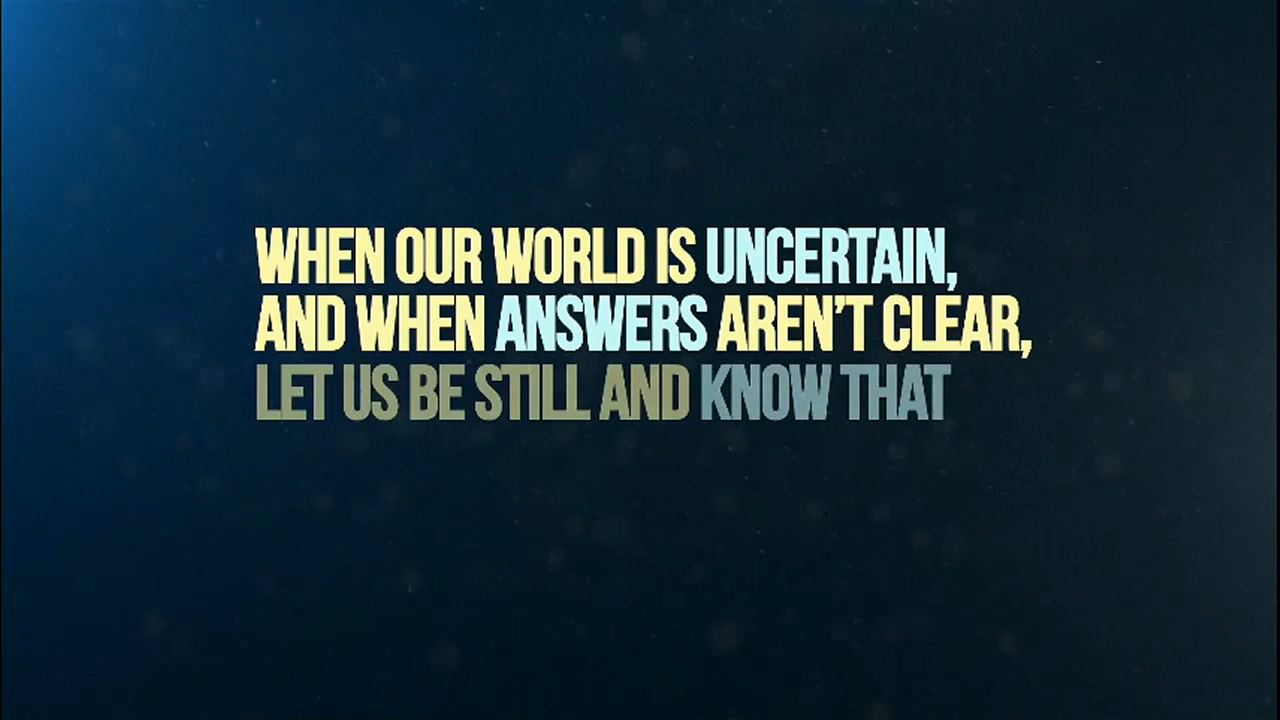 WHEN OUR WORLD IS UNCERTAIN,
AND WHEN ANSWERS AREN'T CLEAR,
LET US BE STILL AND KNOW THAT